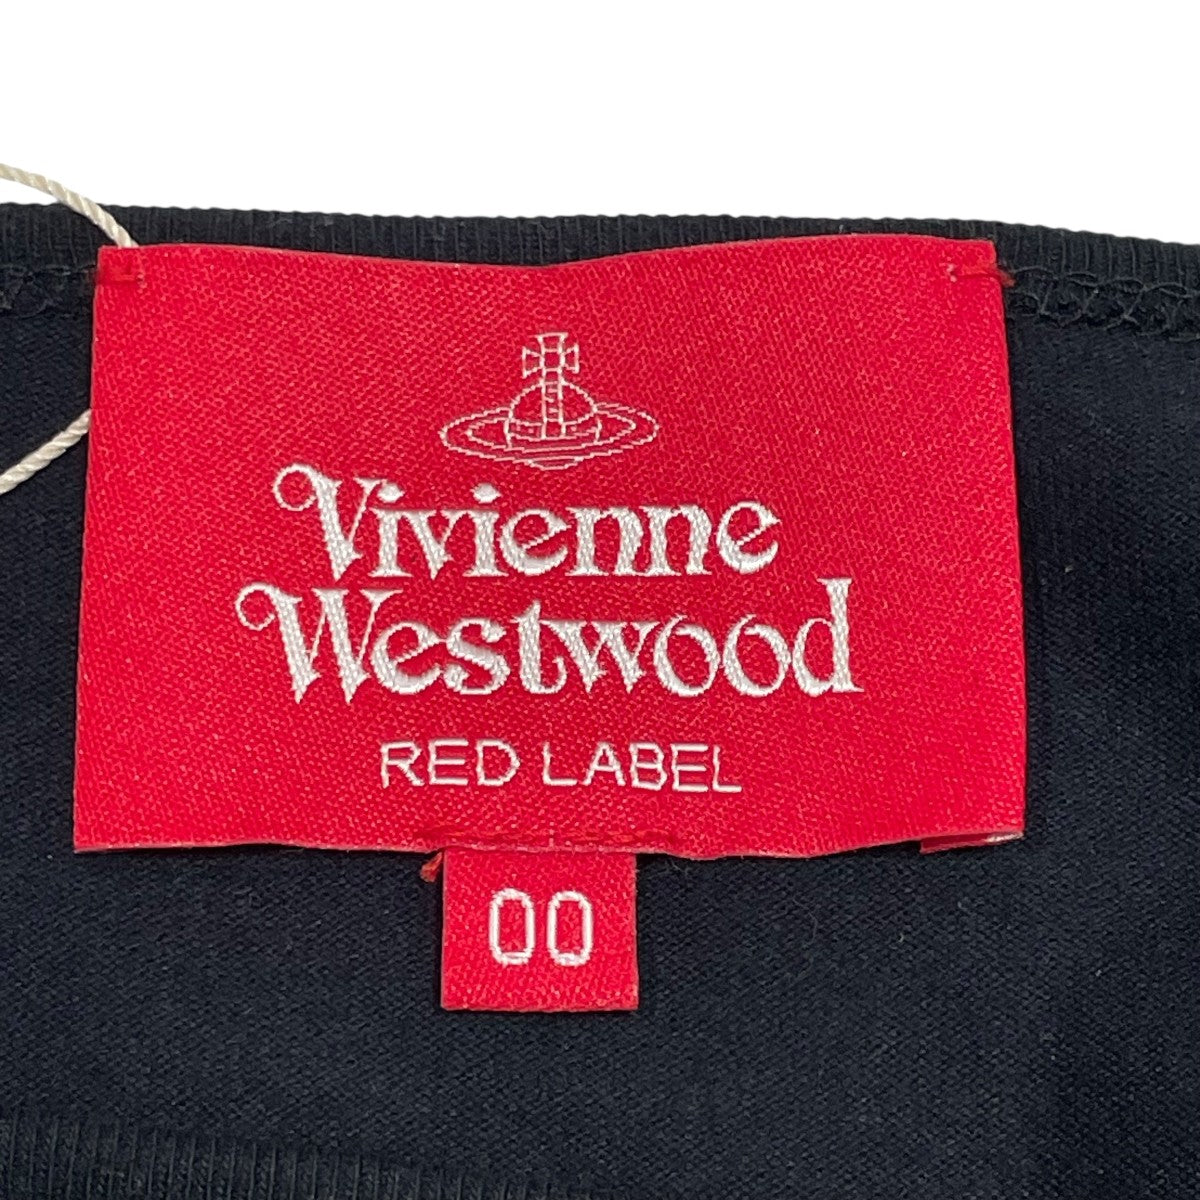 Vivienne
Westwood
RED LABEL
00